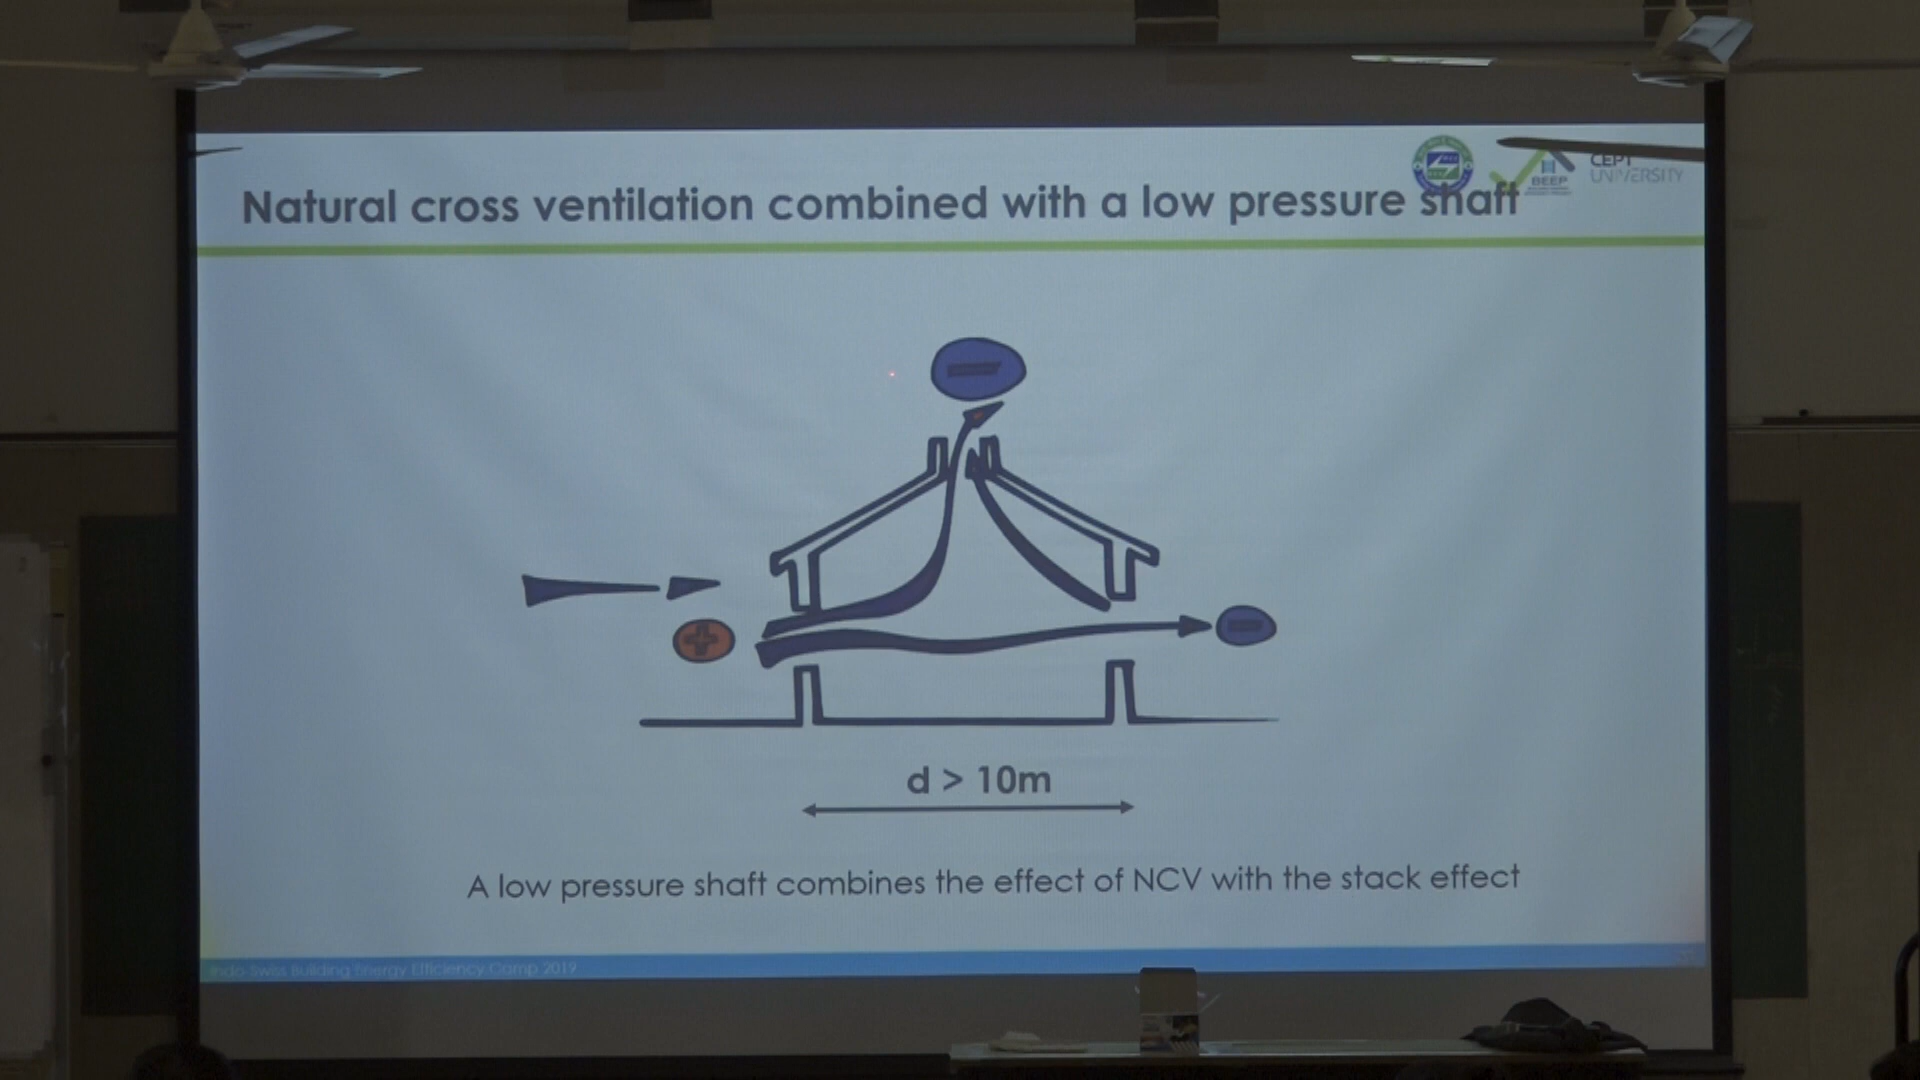 CEPT
UNIVERSITY
BEEP
Natural cross ventilation combined with a low pressure shaft
d > 10m
A low pressure shaft combines the effect of NCV with the stack effect
Indo-Swiss Building Energy Efficiency Camp 2019